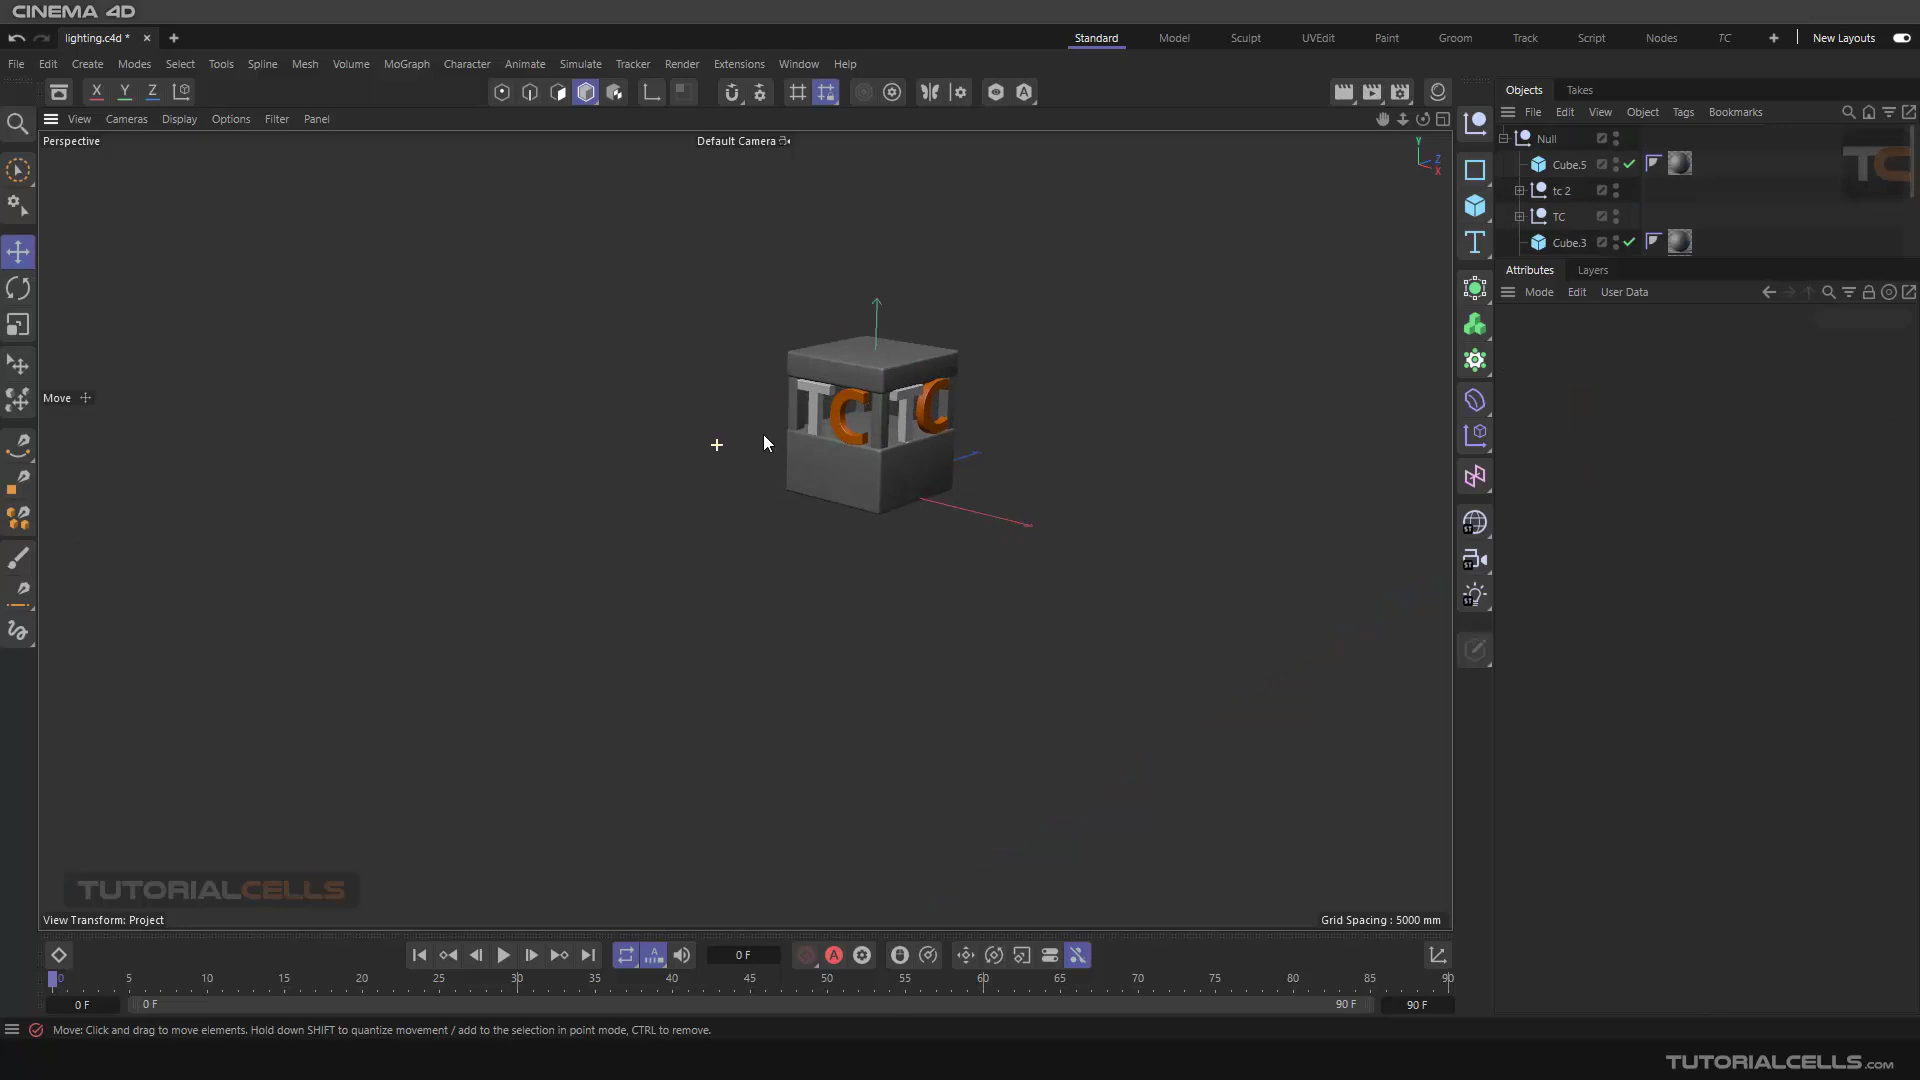 CINEMA 4D
lighting.c4d *
Standard Model Sculpt UVEdit Paint Groom Track Script Nodes TC New Layouts
File Edit Create Modes Select Tools Spline Mesh Volume MoGraph Character Animate Simulate Tracker Render Extensions Window Help
X Y Z
Objects Takes
View Cameras Display Options Filter Panel
File Edit View Object Tags Bookmarks
Perspective
Default Camera
Y
Z
X
Null
Cube.5
tc 2
TC
Cube.3
TC
Attributes Layers
Mode Edit User Data
TC TC
Move
ST
ST
ST
TUTORIALCELLS
View Transform: Project
Grid Spacing : 5000 mm
0 F
0 5 10 15 20 25 30 35 40 45 50 55 60 65 70 75 80 85 90
0 F 0 F 90 F 90 F
Move: Click and drag to move elements. Hold down SHIFT to quantize movement / add to the selection in point mode, CTRL to remove.
TUTORIALCELLS.com